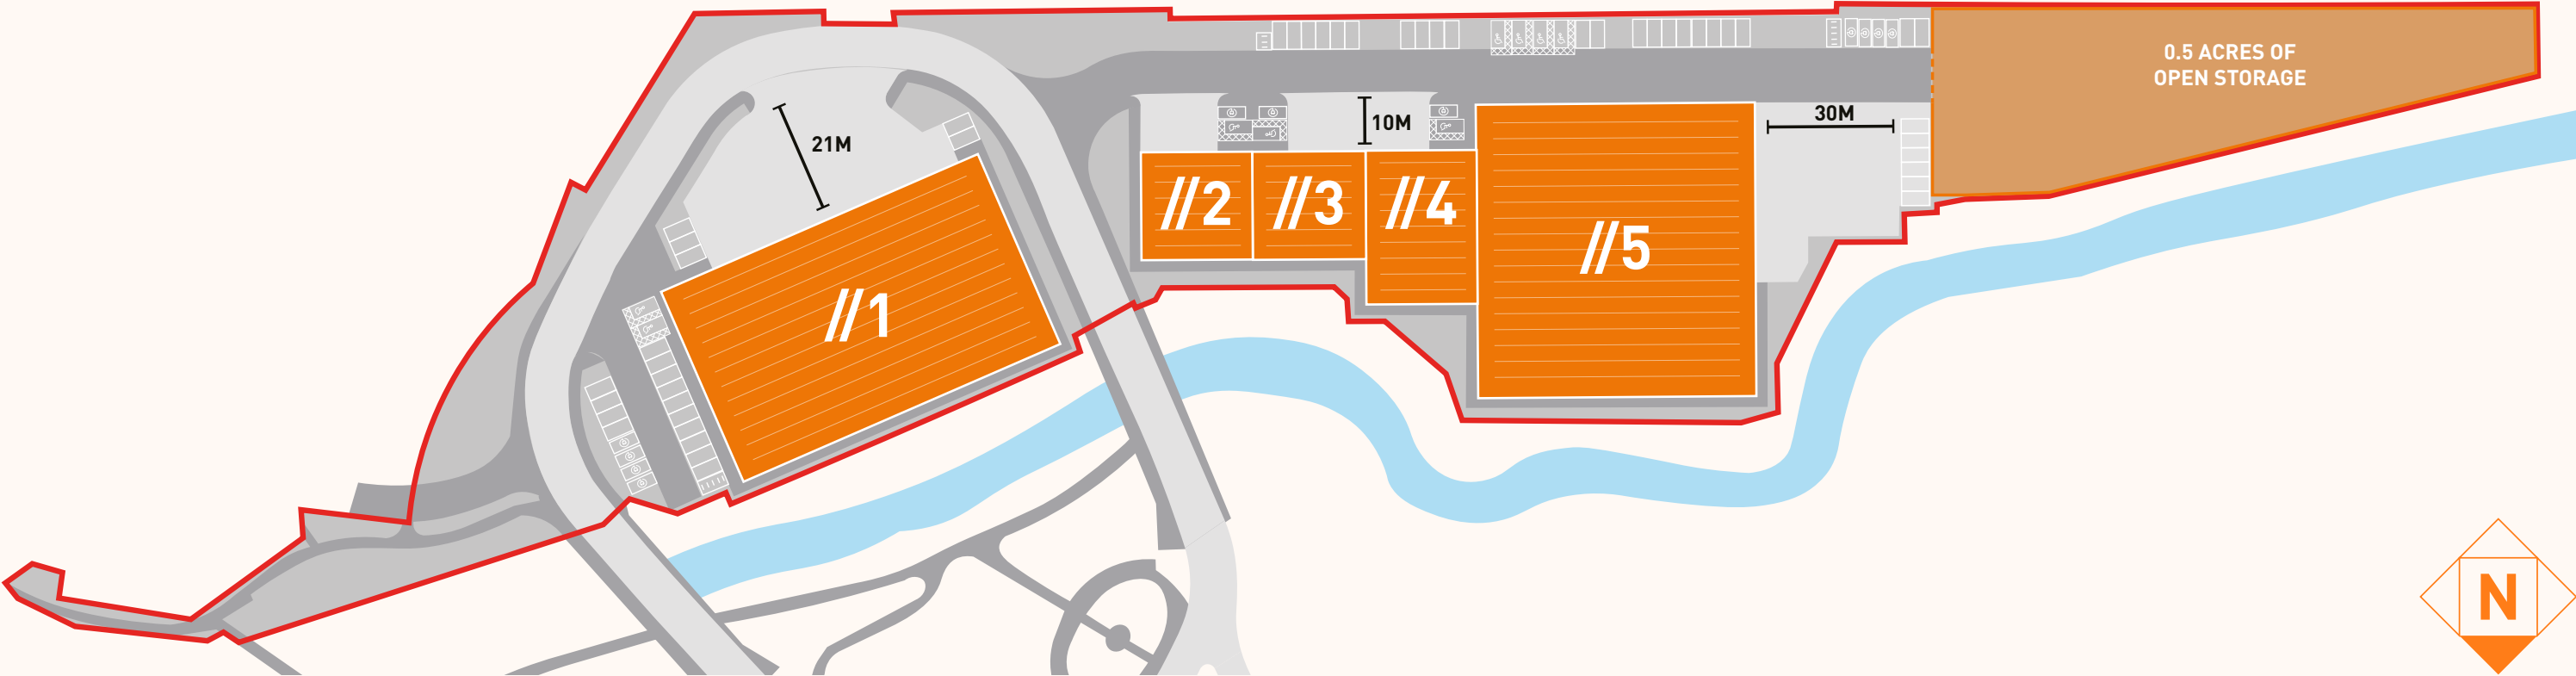 0.5 ACRES OF
OPEN STORAGE
21M
10M
30M
//1
//2
//3
//4
//5
N